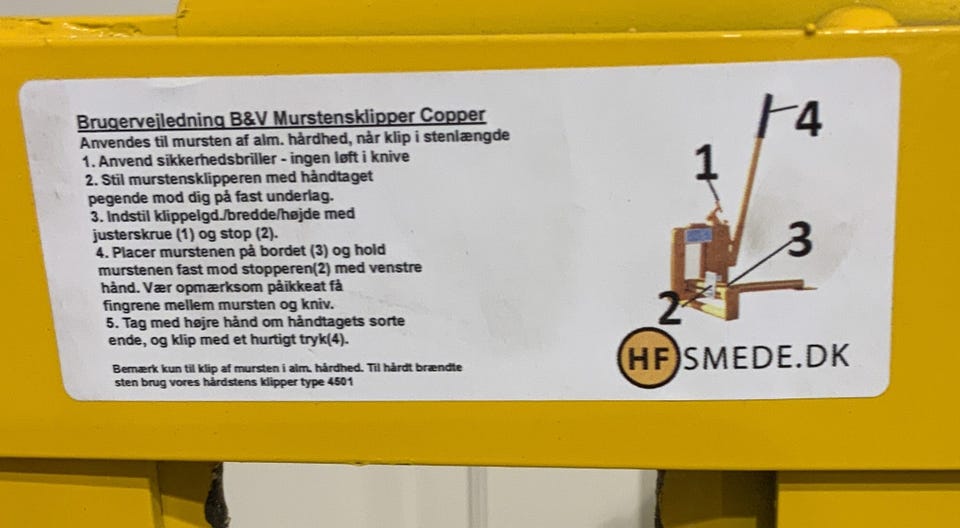 Brugervejledning B&V Murstensklipper Copper
Anvendes til mursten af alm. hårdhed, når klip i stenlængde
1. Anvend sikkerhedsbriller - ingen løft i knive
2. Stil murstensklipperen med håndtaget
pegende mod dig på fast underlag.
3. Indstil klippelgd./bredde/højde med
justerskrue (1) og stop (2).
4. Placer murstenen på bordet (3) og hold
murstenen fast mod stopperen(2) med venstre
hånd. Vær opmærksom påikkeat få
fingrene mellem mursten og kniv.
5. Tag med højre hånd om håndtagets sorte
ende, og klip med et hurtigt tryk(4).
Bemærk kun til klip af mursten i alm. hårdhed. Til hårdt brændte
sten brug vores hårdstens klipper type 4501
4
1
3
2
HF SMEDE.DK